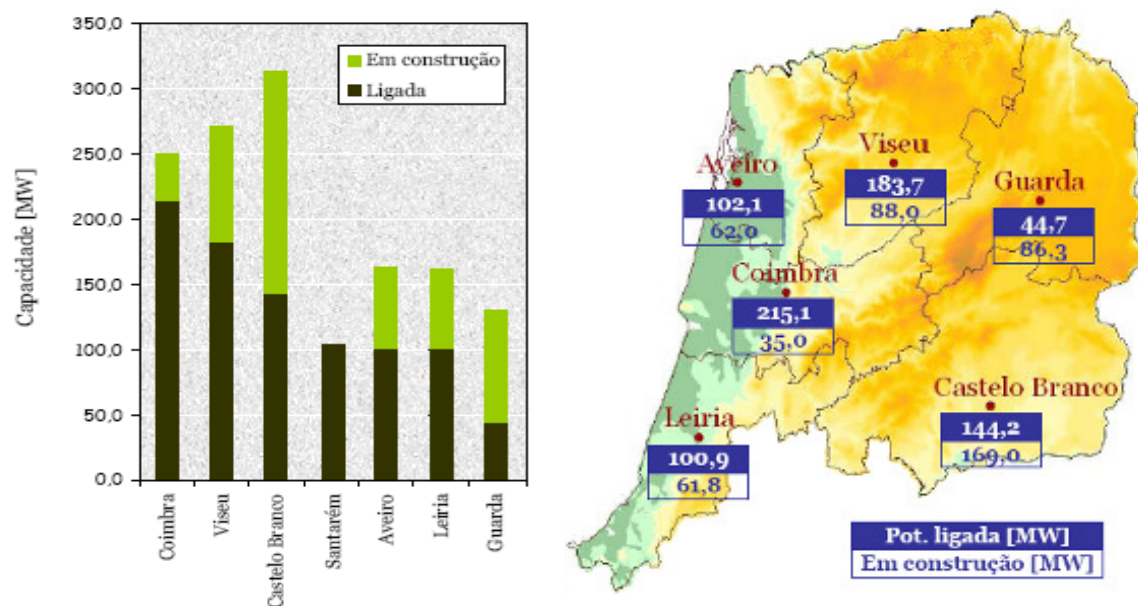 350,0
300,0
250,0
200,0
150,0
100,0
50,0
0,0
Capacidade [MW]
Em construção
Ligada
Coimbra
Viseu
Castelo Branco
Santarém
Aveiro
Leiria
Guarda
Viseu
183,7
88,0
Aveiro
102,1
62,0
Guarda
44,7
86,3
Coimbra
215,1
35,0
Castelo Branco
144,2
169,0
Leiria
100,9
61,8
Pot. ligada [MW]
Em construção [MW]